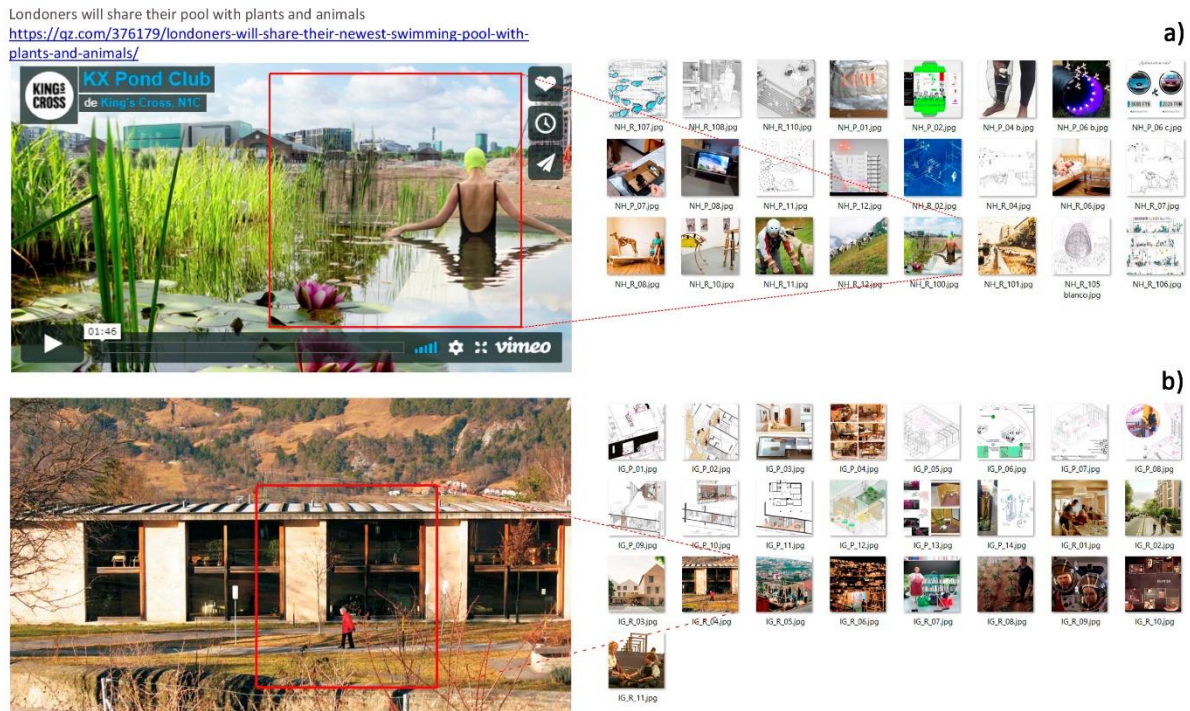 Londoners will share their pool with plants and animals
https://qz.com/376179/londoners-will-share-their-newest-swimming-pool-with-
plants-and-animals/
a)
KING'S
CROSS
KX Pond Club
de King's Cross, N1C
01:46
vimeo
NH_R_107.jpg NH_R_108.jpg NH_R_110.jpg NH_P_01.jpg NH_P_02.jpg NH_P_04 b.jpg NH_P_06 b.jpg NH_P_06 c.jpg
NH_P_07.jpg NH_P_08.jpg NH_P_11.jpg NH_P_12.jpg NH_R_02.jpg NH_R_04.jpg NH_R_06.jpg NH_R_07.jpg
NH_R_08.jpg NH_R_10.jpg NH_R_11.jpg NH_R_12.jpg NH_R_100.jpg NH_R_101.jpg NH_R_105 NH_R_106.jpg
blanco.jpg
b)
IG_P_01.jpg IG_P_02.jpg IG_P_03.jpg IG_P_04.jpg IG_P_05.jpg IG_P_06.jpg IG_P_07.jpg IG_P_08.jpg
IG_P_09.jpg IG_P_10.jpg IG_P_11.jpg IG_P_12.jpg IG_P_13.jpg IG_P_14.jpg IG_R_01.jpg IG_R_02.jpg
IG_R_03.jpg IG_R_04.jpg IG_R_05.jpg IG_R_06.jpg IG_R_07.jpg IG_R_08.jpg IG_R_09.jpg IG_R_10.jpg
IG_R_11.jpg